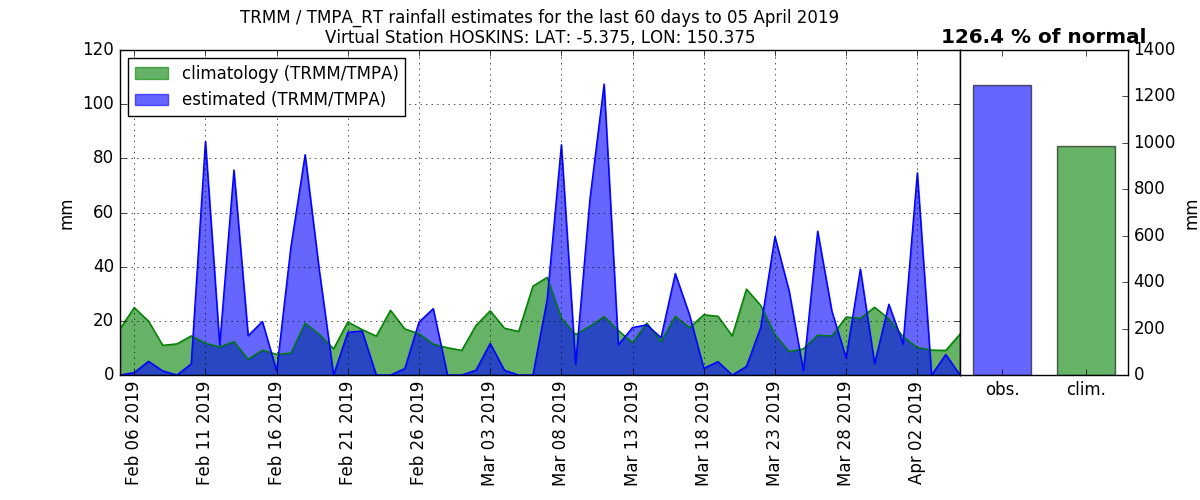 TRMM / TMPA_RT rainfall estimates for the last 60 days to 05 April 2019
Virtual Station HOSKINS: LAT: -5.375, LON: 150.375
126.4 % of normal
climatology (TRMM/TMPA)
estimated (TRMM/TMPA)
mm
120
100
80
60
40
20
0
Feb 06 2019
Feb 11 2019
Feb 16 2019
Feb 21 2019
Feb 26 2019
Mar 03 2019
Mar 08 2019
Mar 13 2019
Mar 18 2019
Mar 23 2019
Mar 28 2019
Apr 02 2019
obs.
clim.
1400
1200
1000
800
600
400
200
0
mm